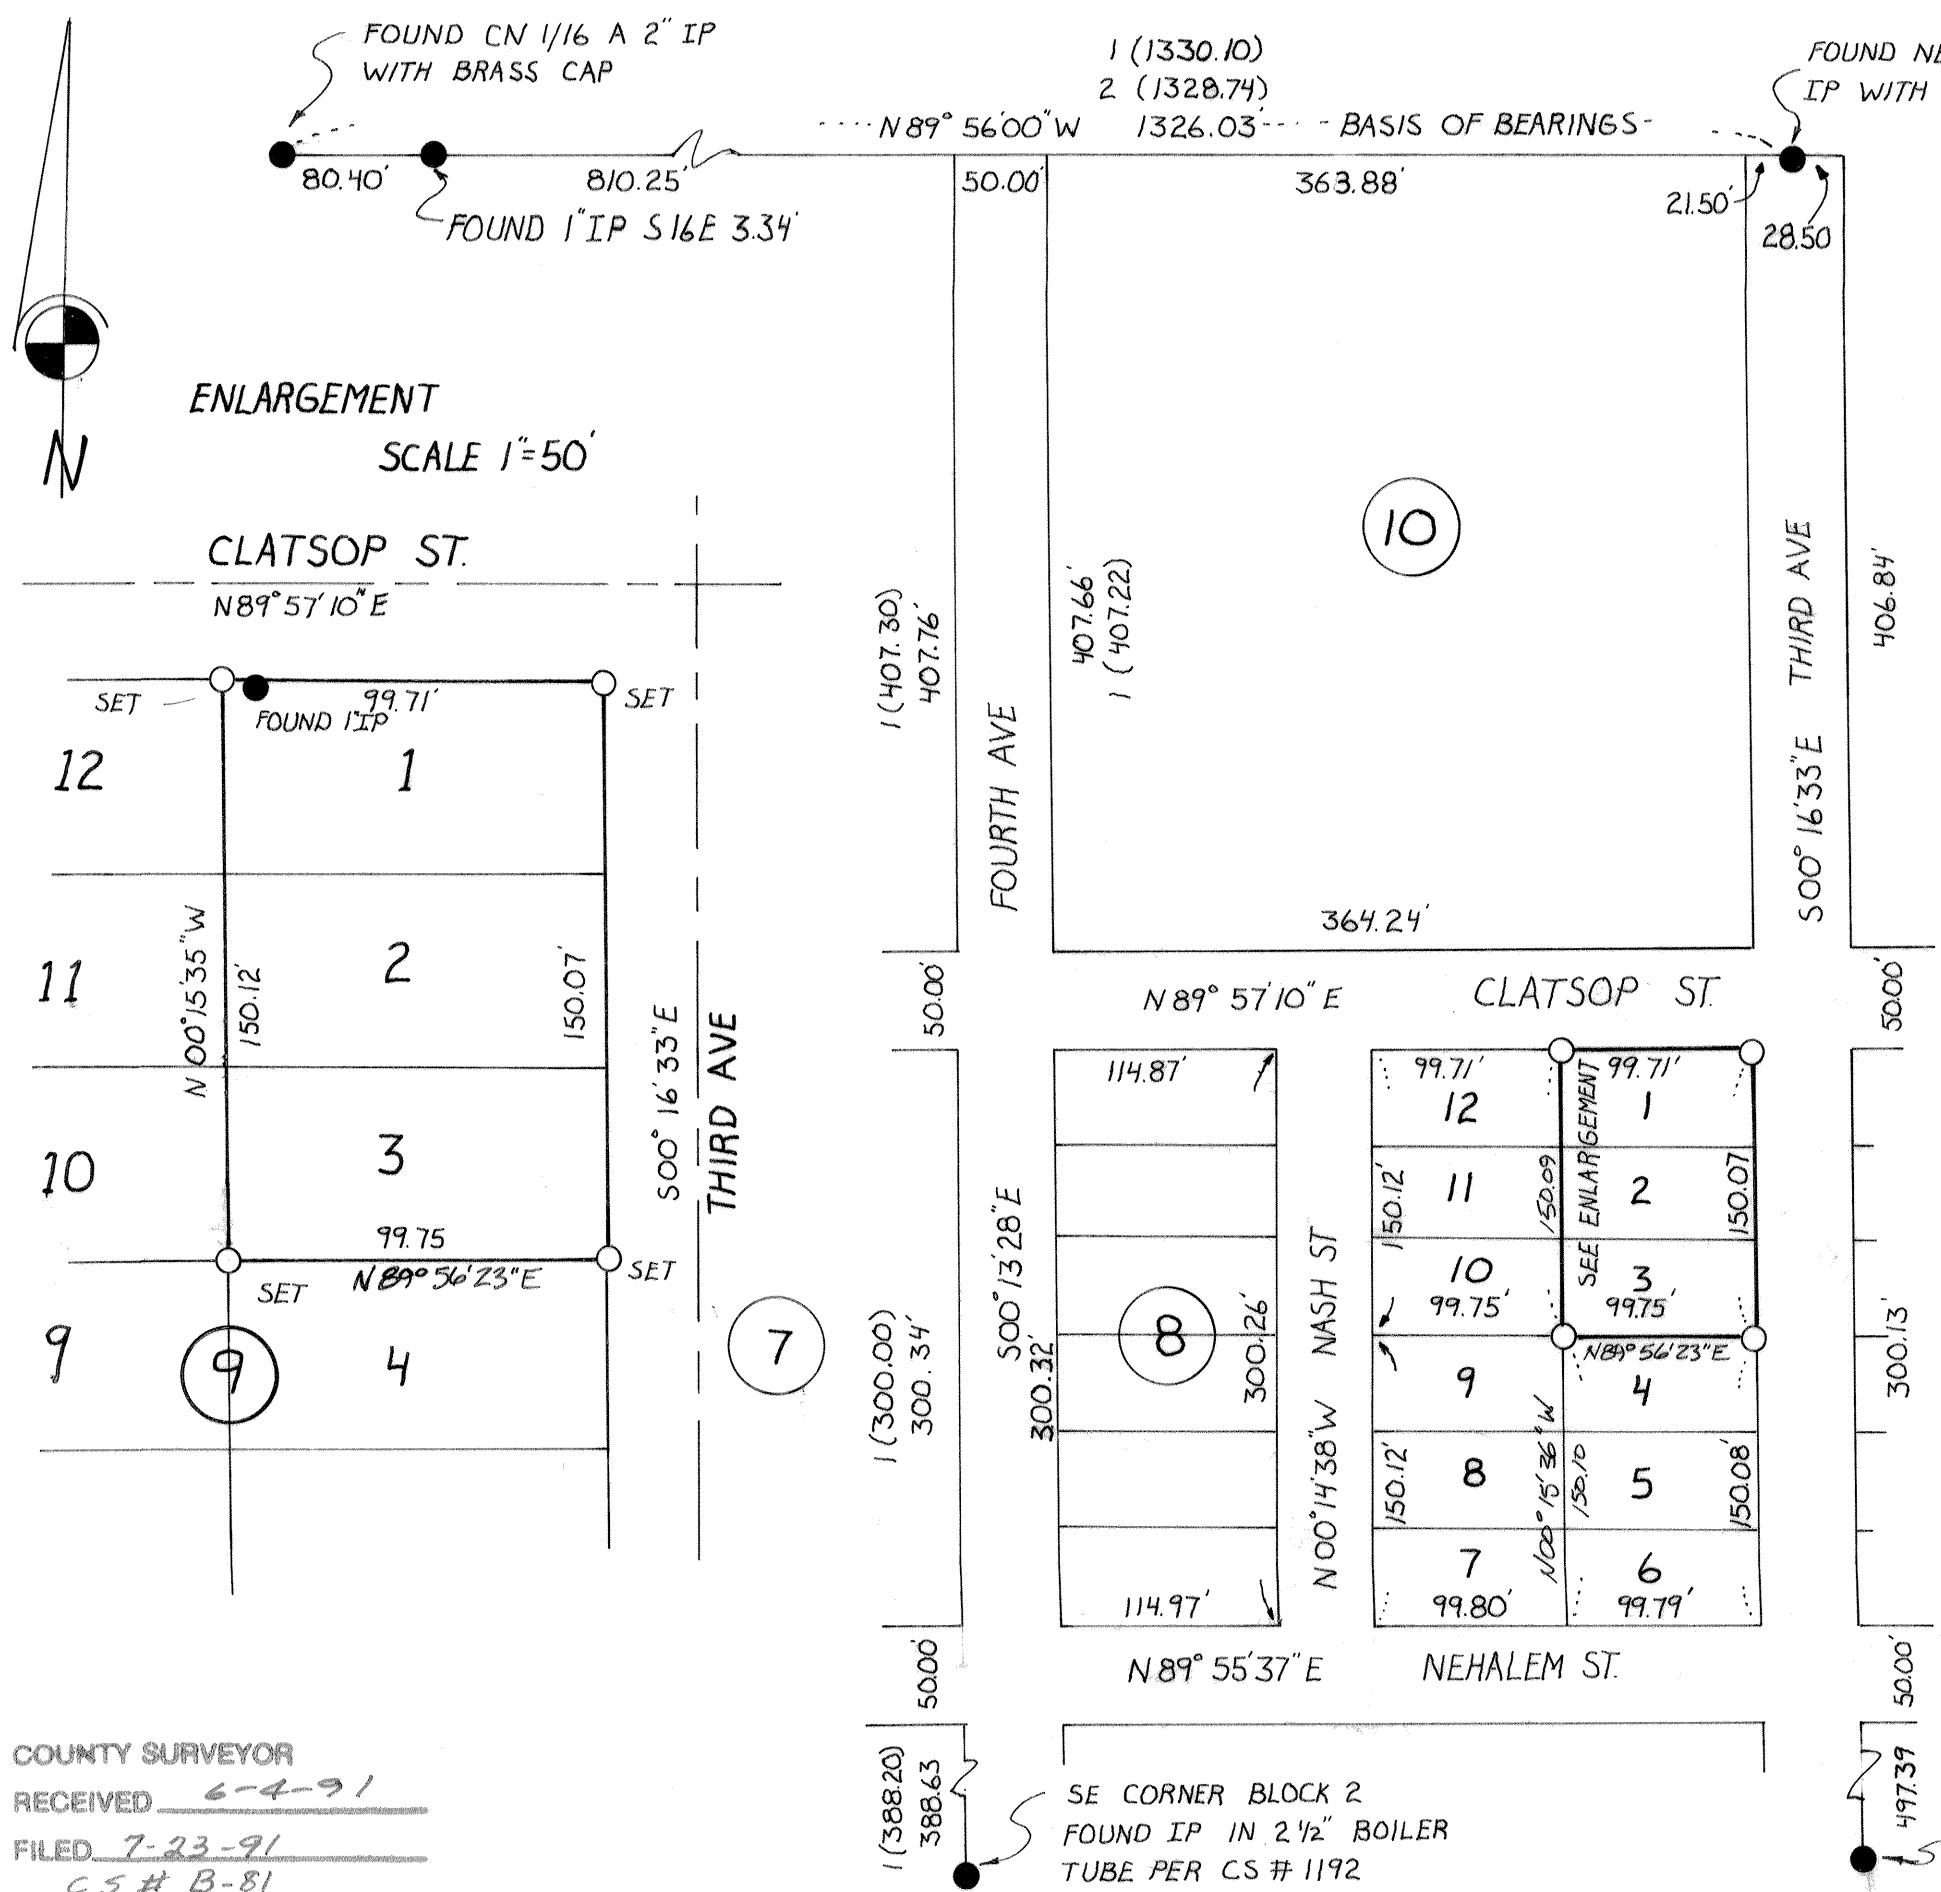 FOUND CN 1/16 A 2" IP
WITH BRASS CAP
1 (1330.10)
2 (1328.74)
N89° 56'00"W 1326.03' BASIS OF BEARINGS
FOUND NE
IP WITH
80.40'
810.25'
50.00'
363.88'
21.50'
28.50
FOUND 1" IP S16E 3.34'
ENLARGEMENT
SCALE 1"=50'
N
CLATSOP ST.
N89°57'10"E
SET
99.71'
SET
FOUND 1" IP
12
1
11
2
N00°15'35"W
150.12'
150.07'
S00°16'33"E
THIRD AVE
10
3
99.75
N89°56'23"E
SET
SET
9
9
4
7
10
1(407.30)
407.76'
407.66'
1(407.22)
FOURTH AVE
THIRD AVE
S00°16'33"E
406.84'
364.24'
50.00'
N89°57'10"E
CLATSOP ST.
50.00'
114.87'
99.71'
99.71'
12
1
11
2
10
3
150.12'
150.09
SEE ENLARGEMENT
150.07
99.75'
99.75'
N89°56'23"E
1(300.00)
300.34'
S00°13'28"E
300.32'
8
300.26'
NASH ST
N00°14'38"W
300.13'
9
4
8
5
7
6
150.12'
N00°15'36"W
150.10
150.08'
114.97'
99.80'
99.79'
50.00'
N89°55'37"E
NEHALEM ST.
50.00'
1(388.20)
388.63
497.39
SE CORNER BLOCK 2
FOUND IP IN 2 1/2" BOILER
TUBE PER CS # 1192
COUNTY SURVEYOR
RECEIVED 6-4-91
FILED 7-23-91
CS # B-81